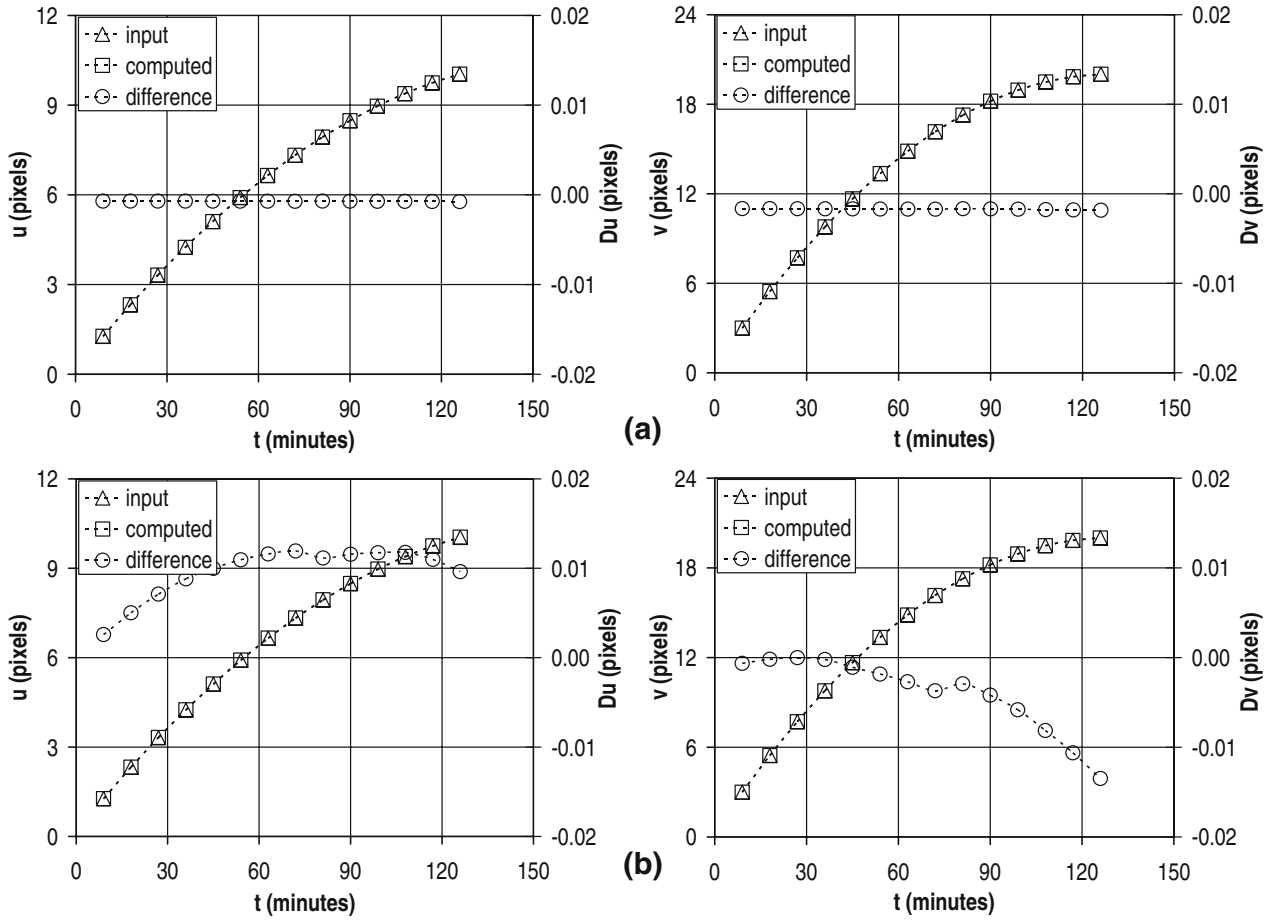 12
9
6
3
0
u (pixels)
input
computed
difference
0.02
0.01
0.00
-0.01
-0.02
Du (pixels)
0 30 60 90 120 150
t (minutes)
24
18
12
6
0
v (pixels)
input
computed
difference
0.02
0.01
0.00
-0.01
-0.02
Dv (pixels)
0 30 60 90 120 150
t (minutes)
(a)
12
9
6
3
0
u (pixels)
input
computed
difference
0.02
0.01
0.00
-0.01
-0.02
Du (pixels)
0 30 60 90 120 150
t (minutes)
24
18
12
6
0
v (pixels)
input
computed
difference
0.02
0.01
0.00
-0.01
-0.02
Dv (pixels)
0 30 60 90 120 150
t (minutes)
(b)